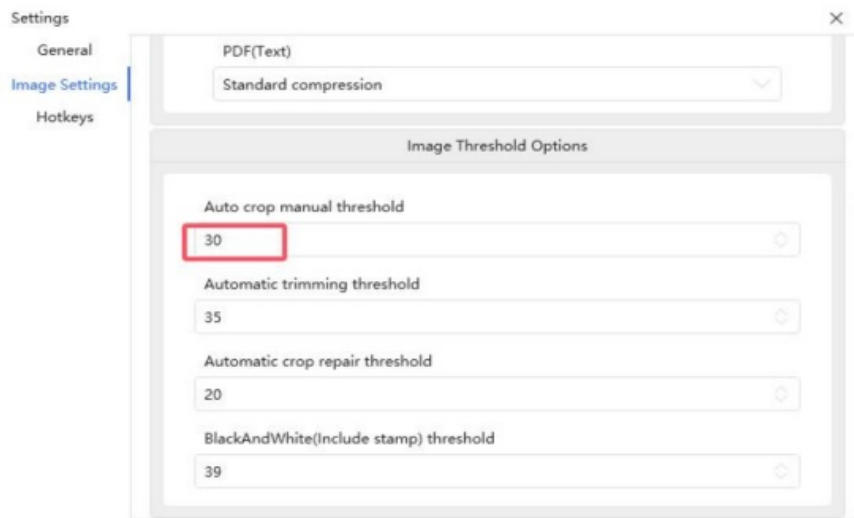 Settings
General
Image Settings
Hotkeys
PDF(Text)
Standard compression
Image Threshold Options
Auto crop manual threshold
30
Automatic trimming threshold
35
Automatic crop repair threshold
20
BlackAndWhite(Include stamp) threshold
39